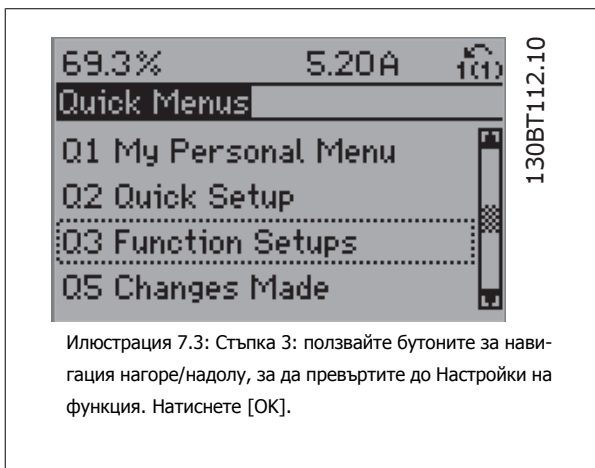 69.3% 5.20A 1(1)
Quick Menus
Q1 My Personal Menu
Q2 Quick Setup
Q3 Function Setups
Q5 Changes Made
130BT112.10
Илюстрация 7.3: Стъпка 3: ползвайте бутоните за нави-
гация нагоре/надолу, за да превъртите до Настройки на
функция. Натиснете [OK].